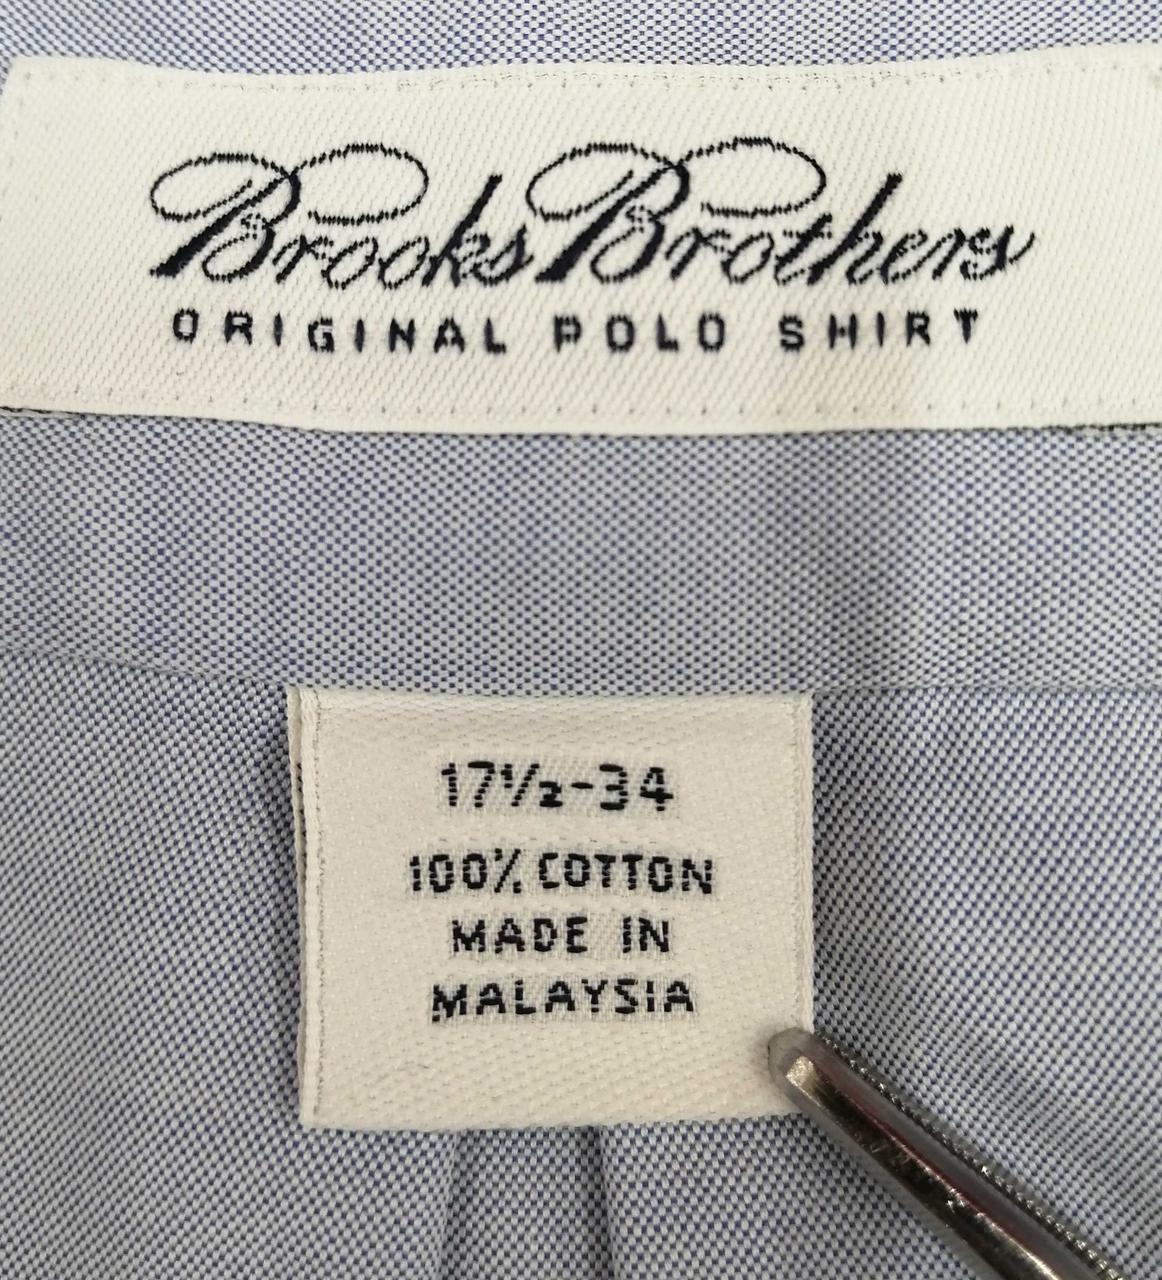 Brooks Brothers
ORIGINAL POLO SHIRT
17½-34
100% COTTON
MADE IN
MALAYSIA